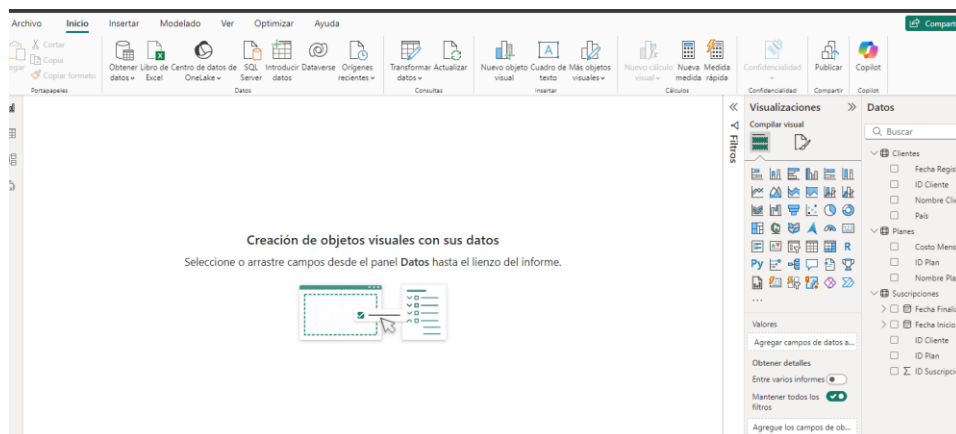 Archivo Inicio Insertar Modelado Ver Optimizar Ayuda
Comparti
Cortar
Copia
Copiar formato
Portapapeles
Obtener datos
Libro de Excel
Centro de datos de OneLake
SQL Server
Introducir datos
Dataverse
Orígenes recientes
Datos
Transformar datos
Actualizar
Consultas
Nuevo objeto visual
Cuadro de texto
Más objetos visuales
Insertar
Nuevo cálculo visual
Nueva medida
Medida rápida
Cálculos
Confidencialidad
Confidencialidad
Publicar
Compartir
Copilot
Copilot
Filtros
Creación de objetos visuales con sus datos
Seleccione o arrastre campos desde el panel Datos hasta el lienzo del informe.
Visualizaciones
Compilar visual
R
Py
...
Valores
Agregar campos de datos a...
Obtener detalles
Entre varios informes
Mantener todos los
filtros
Agregue los campos de ob...
Datos
Buscar
Clientes
Fecha Regist
ID Cliente
Nombre Clie
País
Planes
Costo Mens
ID Plan
Nombre Pla
Suscripciones
Fecha Finaliz
Fecha Inicio
ID Cliente
ID Plan
ID Suscripció